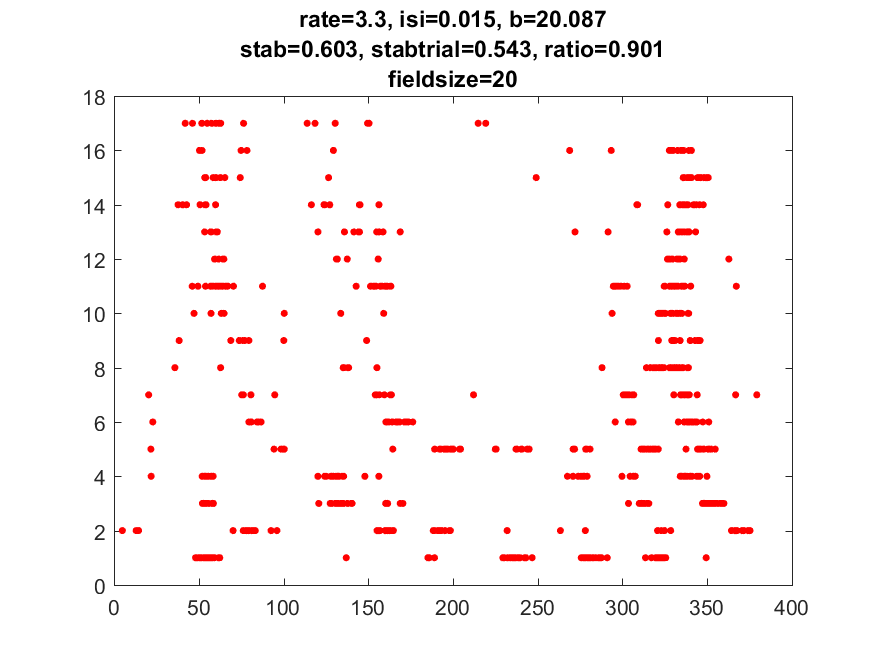 rate=3.3, isi=0.015, b=20.087
stab=0.603, stabtrial=0.543, ratio=0.901
fieldsize=20
18
16
14
12
10
8
6
4
2
0
0 50 100 150 200 250 300 350 400